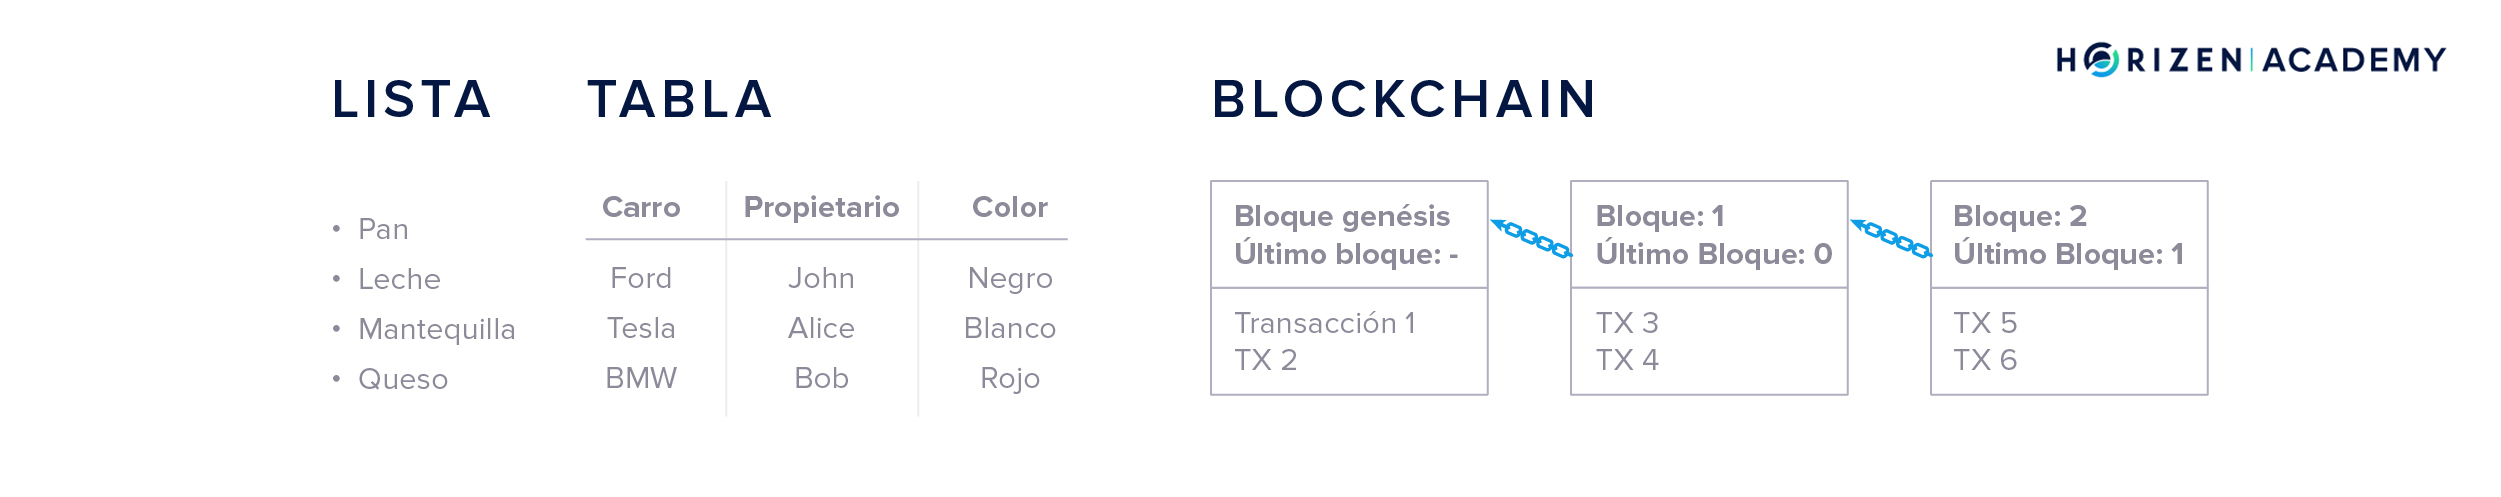 HORIZEN ACADEMY
LISTA
• Pan
• Leche
• Mantequilla
• Queso
TABLA
Carro Propietario Color
Ford John Negro
Tesla Alice Blanco
BMW Bob Rojo
BLOCKCHAIN
Bloque genésis
Último bloque: -
Transacción 1
TX 2
Bloque: 1
Último Bloque: 0
TX 3
TX 4
Bloque: 2
Último Bloque: 1
TX 5
TX 6